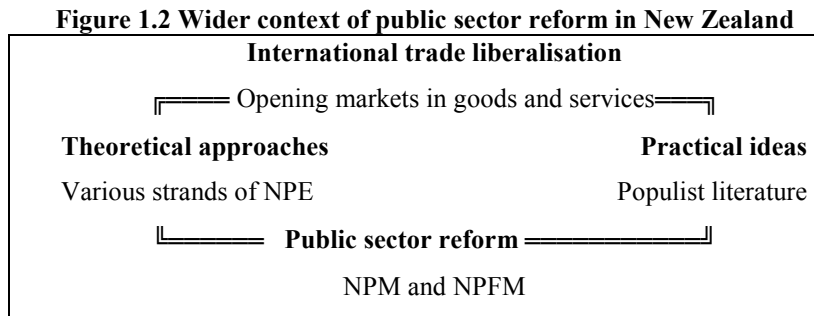 Figure 1.2 Wider context of public sector reform in New Zealand
International trade liberalisation
╔════ Opening markets in goods and services═══╗
Theoretical approaches Practical ideas
Various strands of NPE Populist literature
╚══════ Public sector reform ═══════════╝
NPM and NPFM